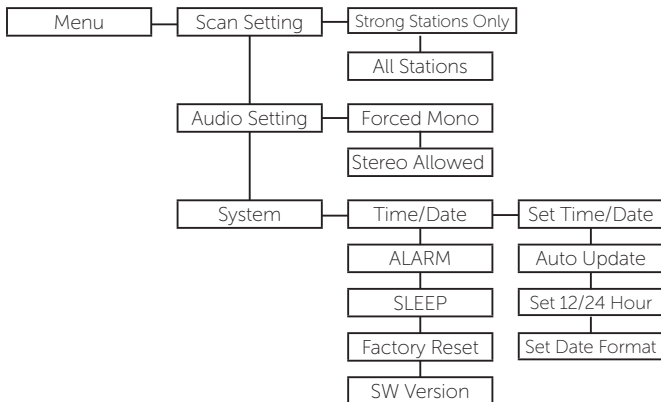 Menu
Scan Setting
Strong Stations Only
All Stations
Audio Setting
Forced Mono
Stereo Allowed
System
Time/Date
Set Time/Date
ALARM
Auto Update
SLEEP
Set 12/24 Hour
Factory Reset
Set Date Format
SW Version